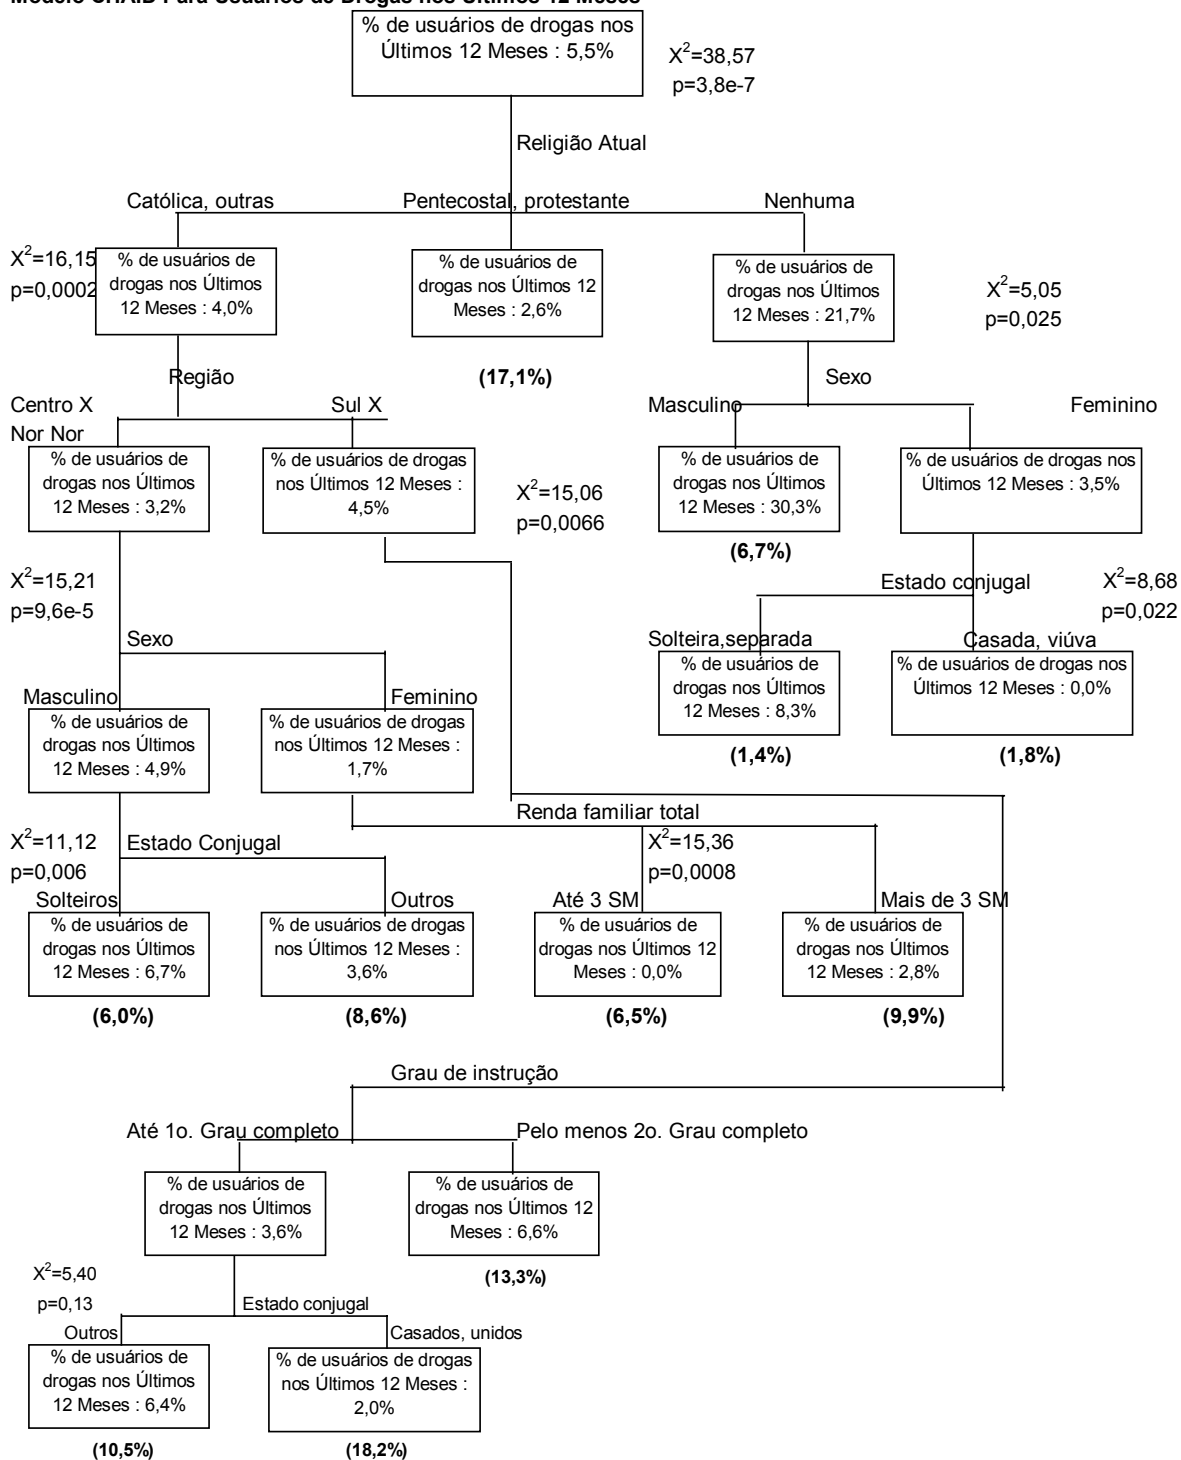 Modelo CHAID Para Usuários de Drogas nos Últimos 12 Meses
% de usuários de drogas nos
Últimos 12 Meses : 5,5%
X²=38,57
p=3,8e-7
Religião Atual
Católica, outras
Pentecostal, protestante
Nenhuma
X²=16,15
p=0,0002
% de usuários de
drogas nos Últimos
12 Meses : 4,0%
% de usuários de
drogas nos Últimos 12
Meses : 2,6%
(17,1%)
% de usuários de
drogas nos Últimos
12 Meses : 21,7%
X²=5,05
p=0,025
Região
Sexo
Centro X
Nor Nor
Sul X
Masculino
Feminino
% de usuários de
drogas nos Últimos
12 Meses : 3,2%
% de usuários de drogas
nos Últimos 12 Meses :
4,5%
X²=15,06
p=0,0066
% de usuários de
drogas nos Últimos
12 Meses : 30,3%
(6,7%)
% de usuários de drogas nos
Últimos 12 Meses : 3,5%
X²=15,21
p=9,6e-5
Estado conjugal
X²=8,68
p=0,022
Sexo
Solteira,separada
Casada, viúva
% de usuários de
drogas nos Últimos
12 Meses : 8,3%
(1,4%)
% de usuários de drogas nos
Últimos 12 Meses : 0,0%
(1,8%)
Masculino
Feminino
% de usuários de
drogas nos Últimos
12 Meses : 4,9%
% de usuários de drogas
nos Últimos 12 Meses :
1,7%
Renda familiar total
X²=11,12
p=0,006
Estado Conjugal
X²=15,36
p=0,0008
Solteiros
Outros
Até 3 SM
Mais de 3 SM
% de usuários de
drogas nos Últimos
12 Meses : 6,7%
(6,0%)
% de usuários de drogas
nos Últimos 12 Meses :
3,6%
(8,6%)
% de usuários de
drogas nos Últimos 12
Meses : 0,0%
(6,5%)
% de usuários de
drogas nos Últimos
12 Meses : 2,8%
(9,9%)
Grau de instrução
Até 1o. Grau completo
Pelo menos 2o. Grau completo
% de usuários de
drogas nos Últimos
12 Meses : 3,6%
% de usuários de
drogas nos Últimos 12
Meses : 6,6%
(13,3%)
X²=5,40
p=0,13
Estado conjugal
Outros
Casados, unidos
% de usuários de
drogas nos Últimos
12 Meses : 6,4%
(10,5%)
% de usuários de drogas
nos Últimos 12 Meses :
2,0%
(18,2%)